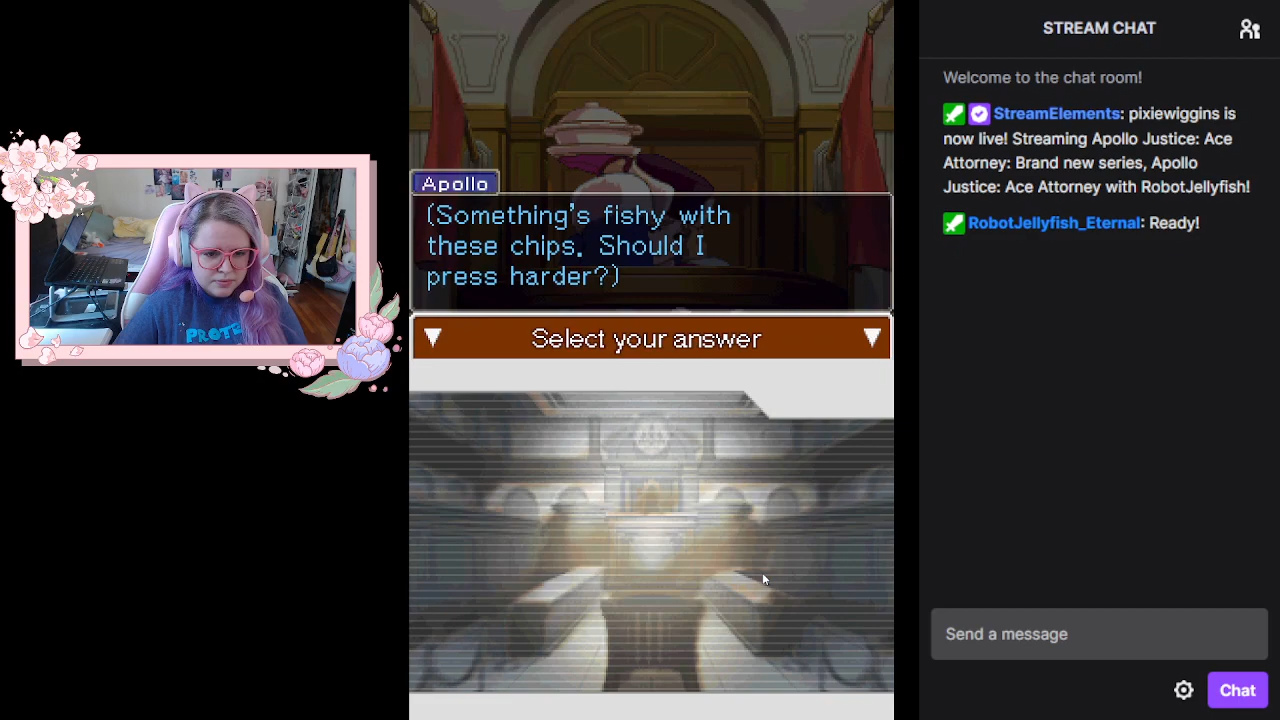 STREAM CHAT
Welcome to the chat room!
StreamElements: pixiewiggins is
now live! Streaming Apollo Justice: Ace
Attorney: Brand new series, Apollo
Justice: Ace Attorney with RobotJellyfish!
RobotJellyfish_Eternal: Ready!
Apollo
(Something's fishy with
these chips. Should I
press harder?)
Select your answer
PROTE
Send a message
Chat